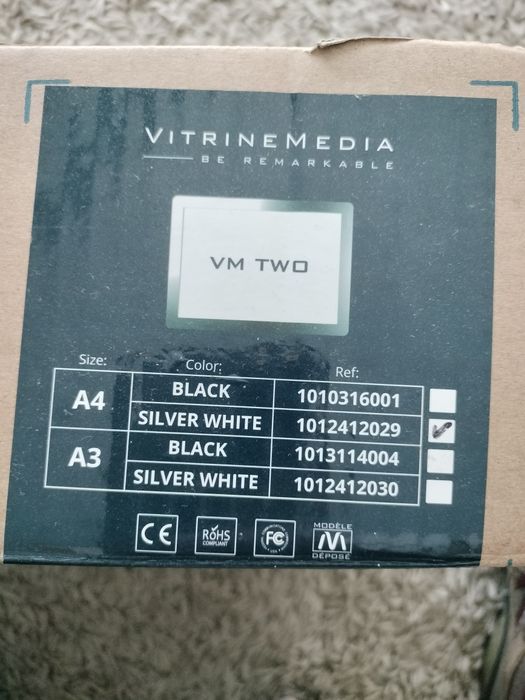 VITRINEMEDIA
BE REMARKABLE
VM TWO
Size: Color: Ref:
A4 BLACK 1010316001
SILVER WHITE 1012412029
A3 BLACK 1013114004
SILVER WHITE 1012412030
CE RoHS COMPLIANT FC MODÈLE M DÉPOSÉ